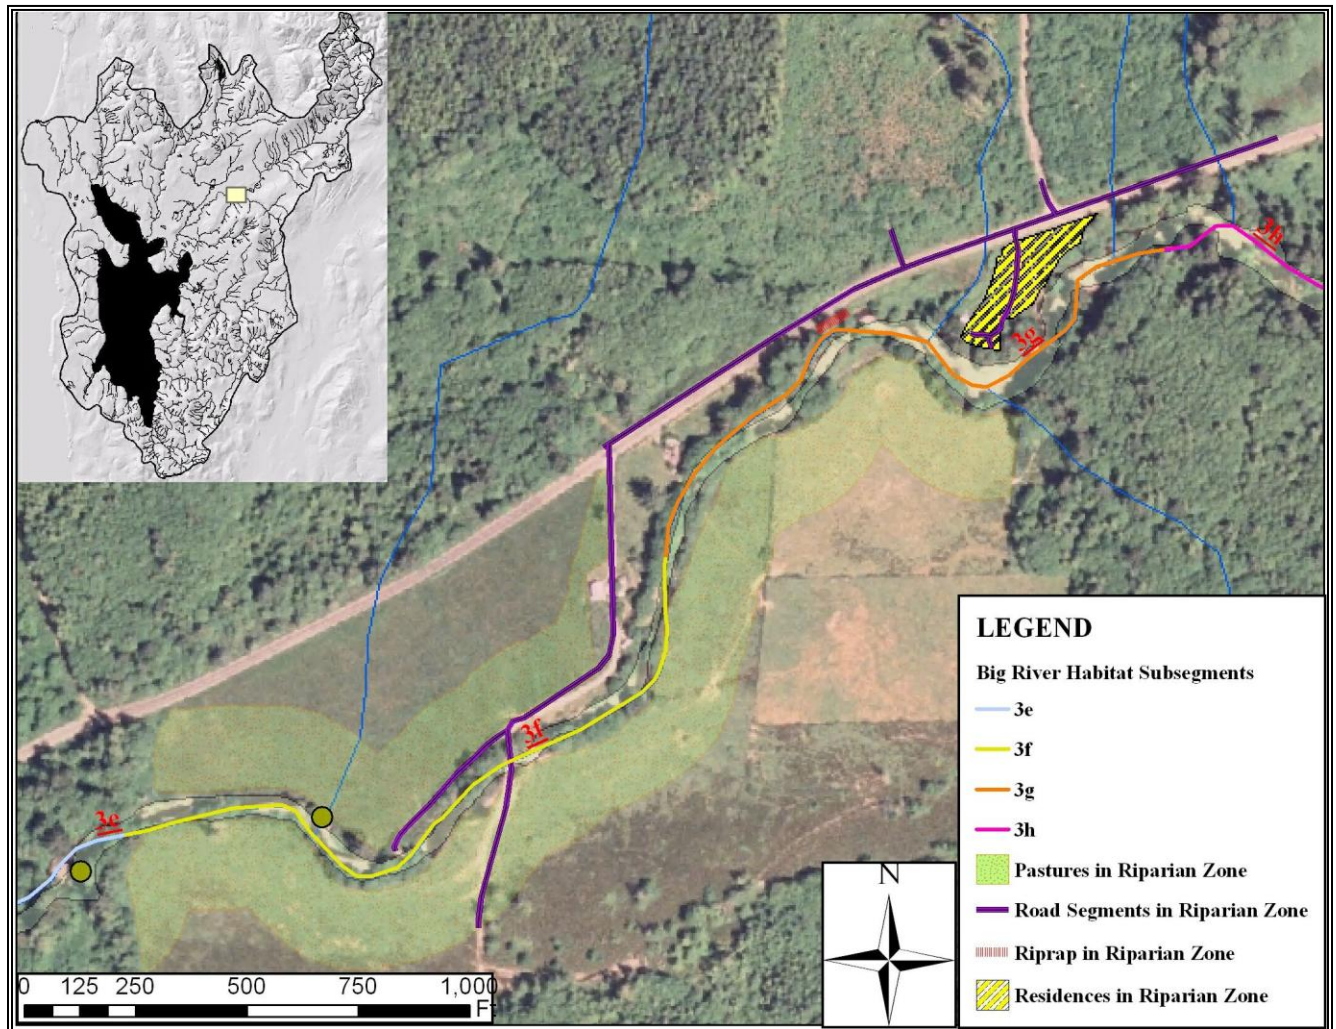 3h
3g
3f
3e
LEGEND
Big River Habitat Subsegments
3e
3f
3g
3h
Pastures in Riparian Zone
Road Segments in Riparian Zone
Riprap in Riparian Zone
Residences in Riparian Zone
N
0 125 250 500 750 1,000